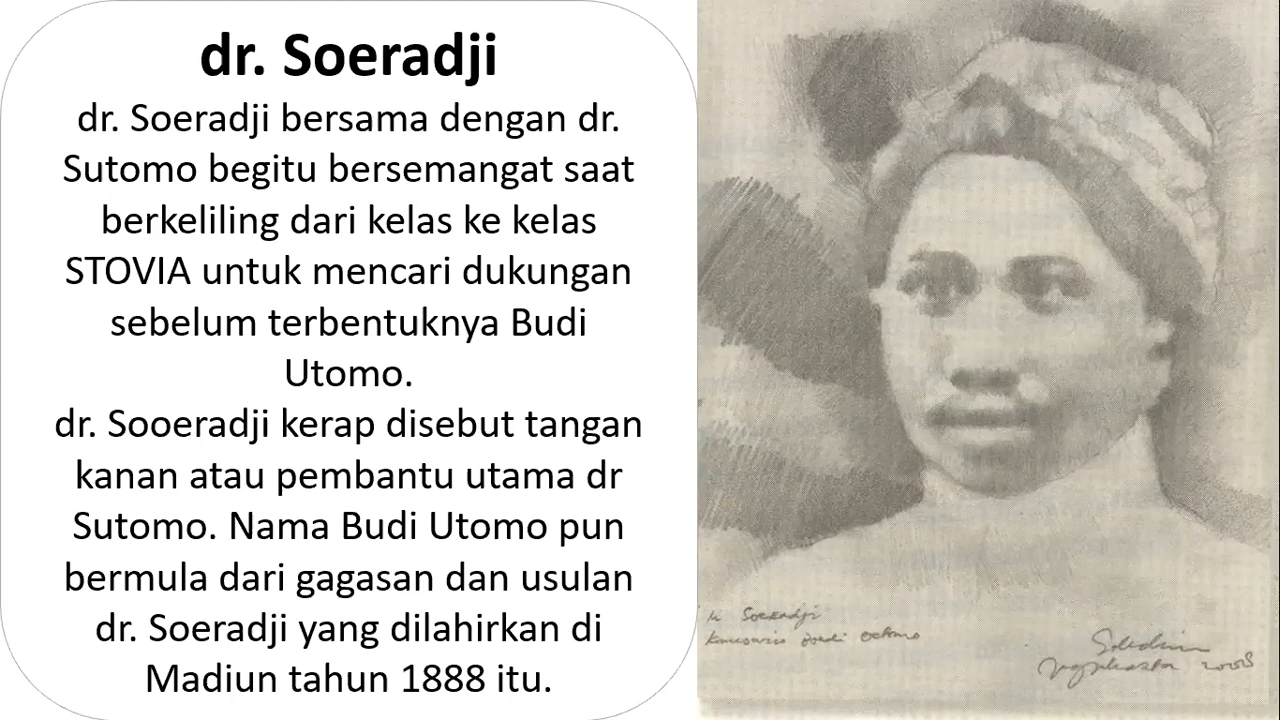 dr. Soeradji
dr. Soeradji bersama dengan dr.
Sutomo begitu bersemangat saat
berkeliling dari kelas ke kelas
STOVIA untuk mencari dukungan
sebelum terbentuknya Budi
Utomo.
dr. Sooeradji kerap disebut tangan
kanan atau pembantu utama dr
Sutomo. Nama Budi Utomo pun
bermula dari gagasan dan usulan
dr. Soeradji yang dilahirkan di
Madiun tahun 1888 itu.
Soeradji